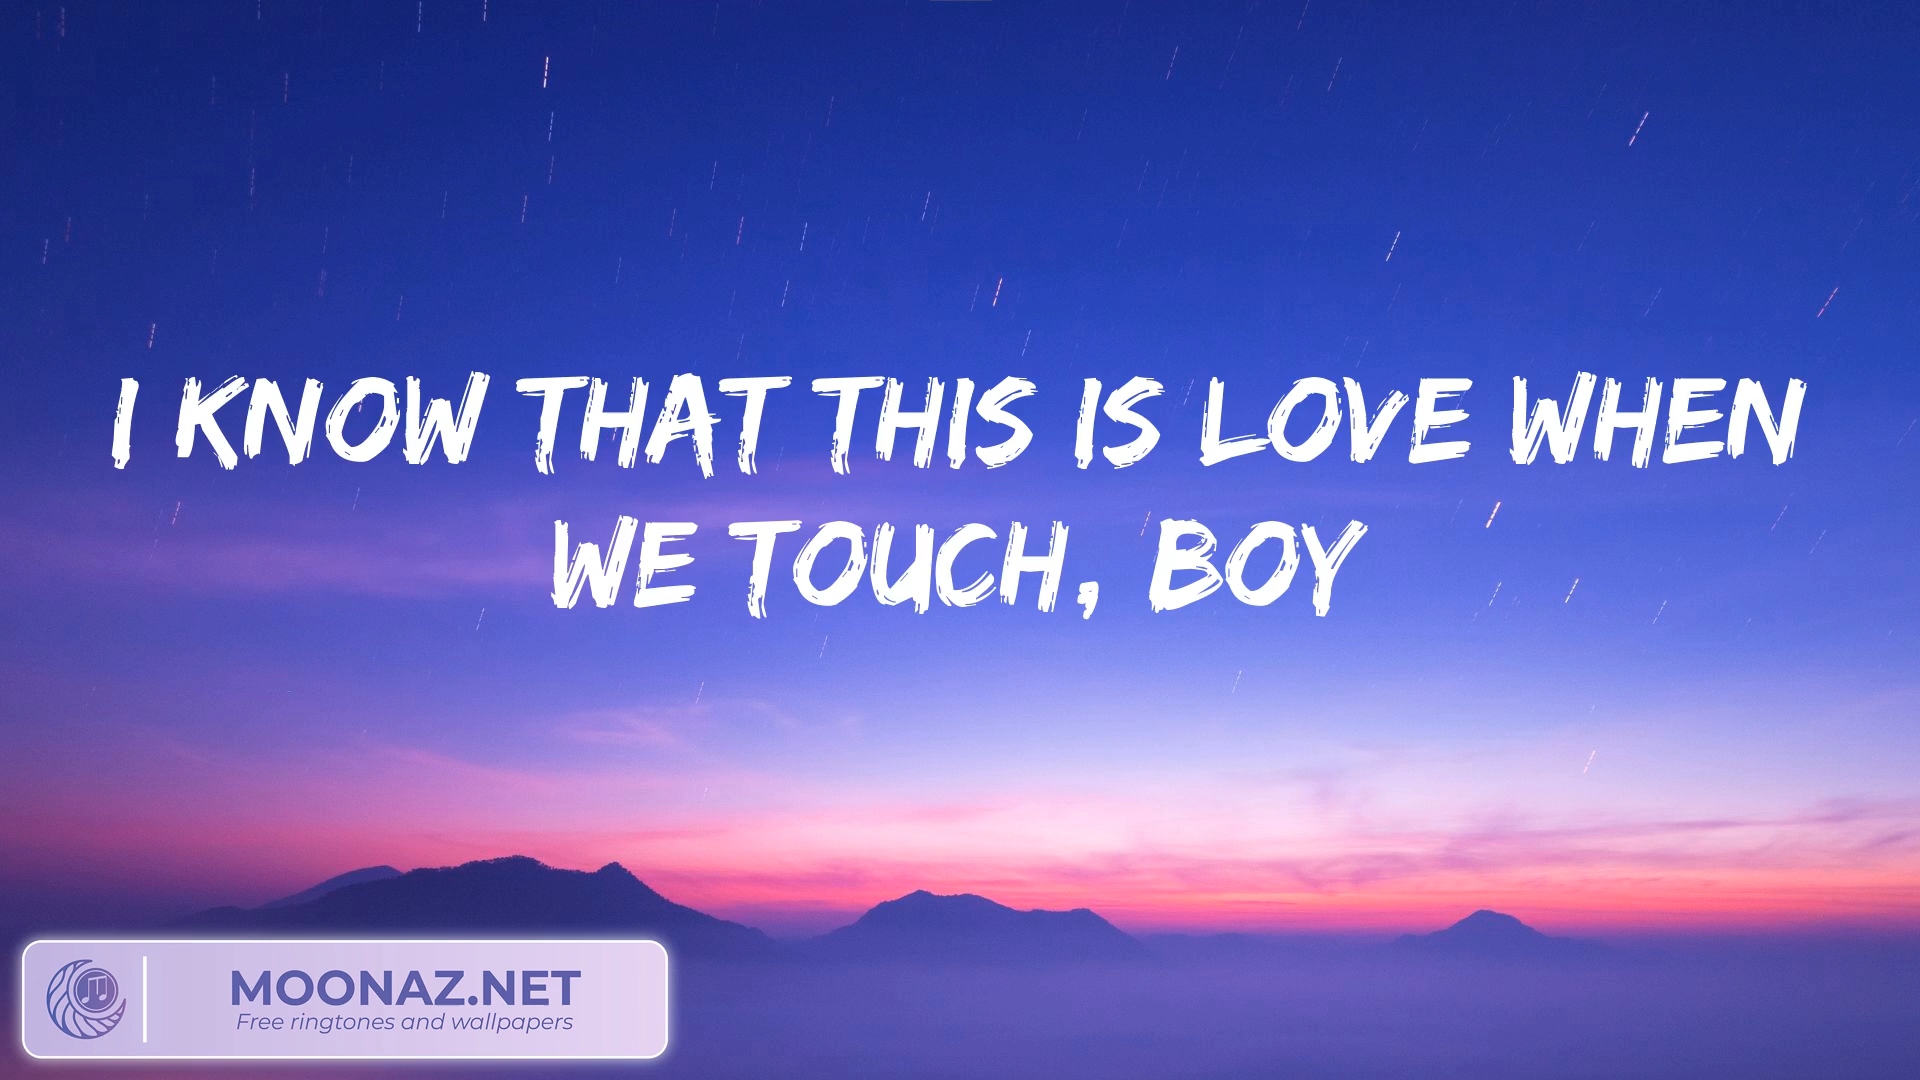 I KNOW THAT THIS IS LOVE WHEN
WE TOUCH, BOY
MOONAZ.NET
Free ringtones and wallpapers